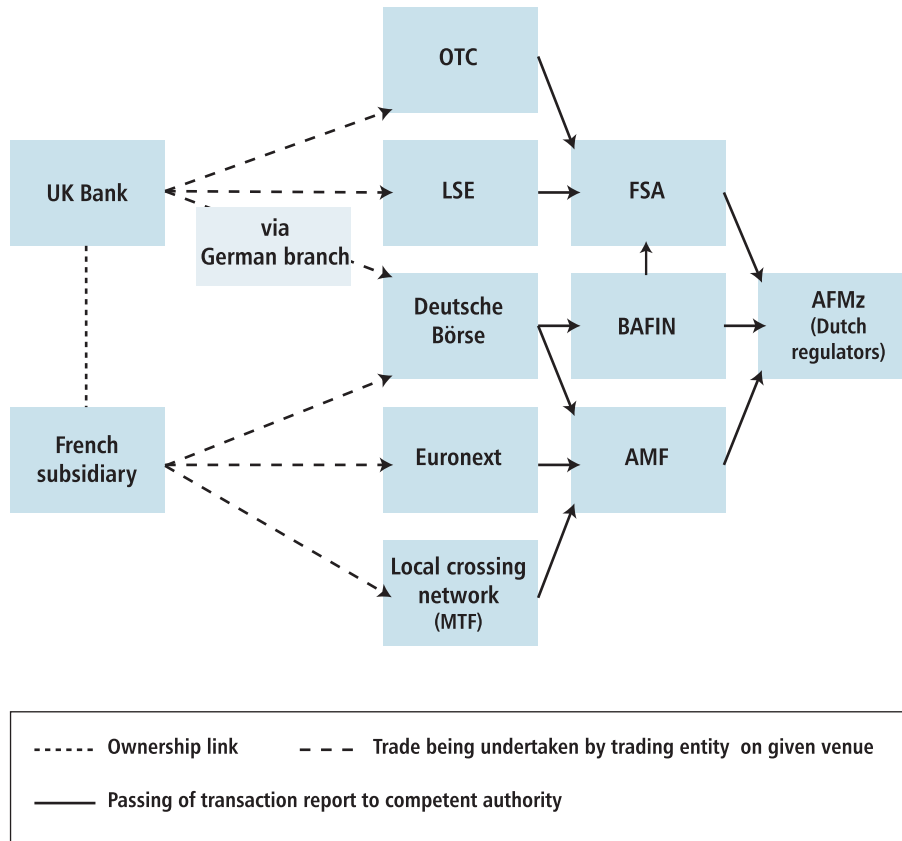 OTC
UK Bank
LSE
FSA
via
German branch
Deutsche
Börse
BAFIN
AFMz
(Dutch
regulators)
French
subsidiary
Euronext
AMF
Local crossing
network
(MTF)
Ownership link
Trade being undertaken by trading entity on given venue
Passing of transaction report to competent authority